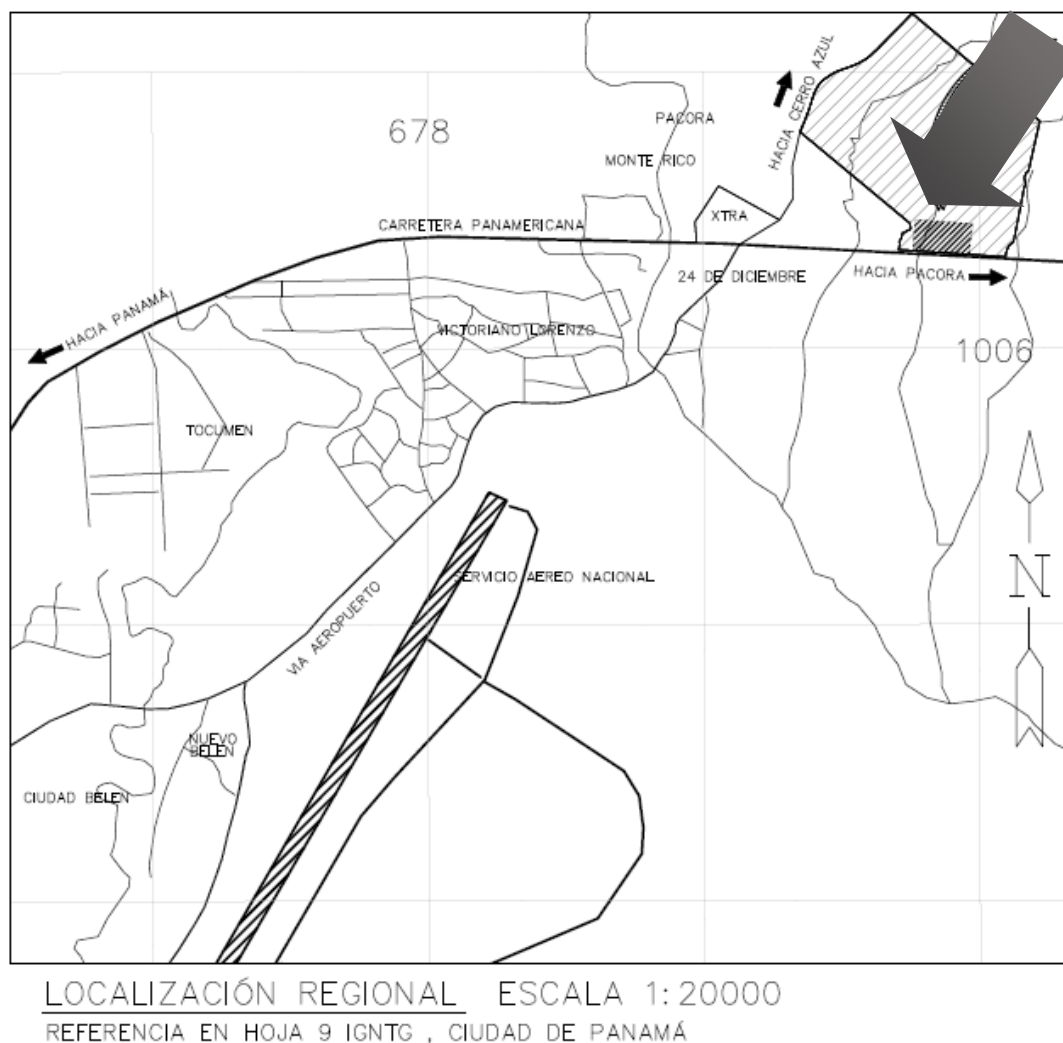 678
PACORA
HACIA CERRO AZUL
MONTE RICO
XTRA
CARRETERA PANAMERICANA
24 DE DICIEMBRE
HACIA PACORA
HACIA PANAMÁ
VICTORIANO LORENZO
1006
TOCUMEN
SERVICIO AEREO NACIONAL
VIA AEROPUERTO
N
NUEVO
BELEN
CIUDAD BELEN
LOCALIZACIÓN REGIONAL ESCALA 1:20000
REFERENCIA EN HOJA 9 IGNTG , CIUDAD DE PANAMÁ